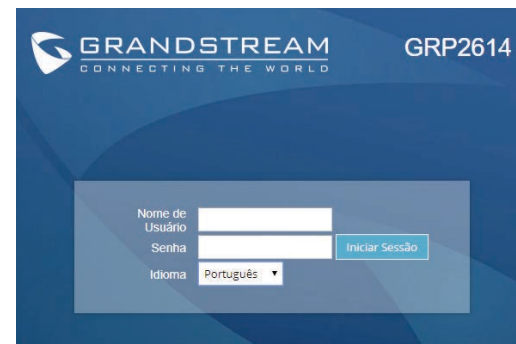 GRANDSTREAM
CONNECTING THE WORLD
GRP2614
Nome de
Usuário
Senha
Iniciar Sessão
Idioma
Português